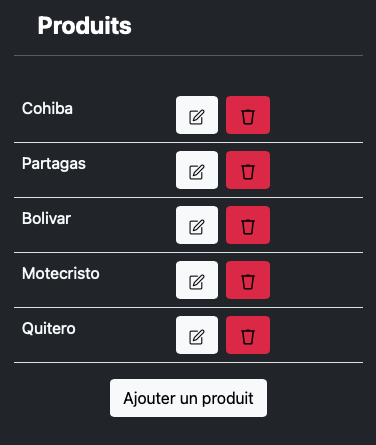 Produits
Cohiba
Partagas
Bolivar
Motecristo
Quitero
Ajouter un produit